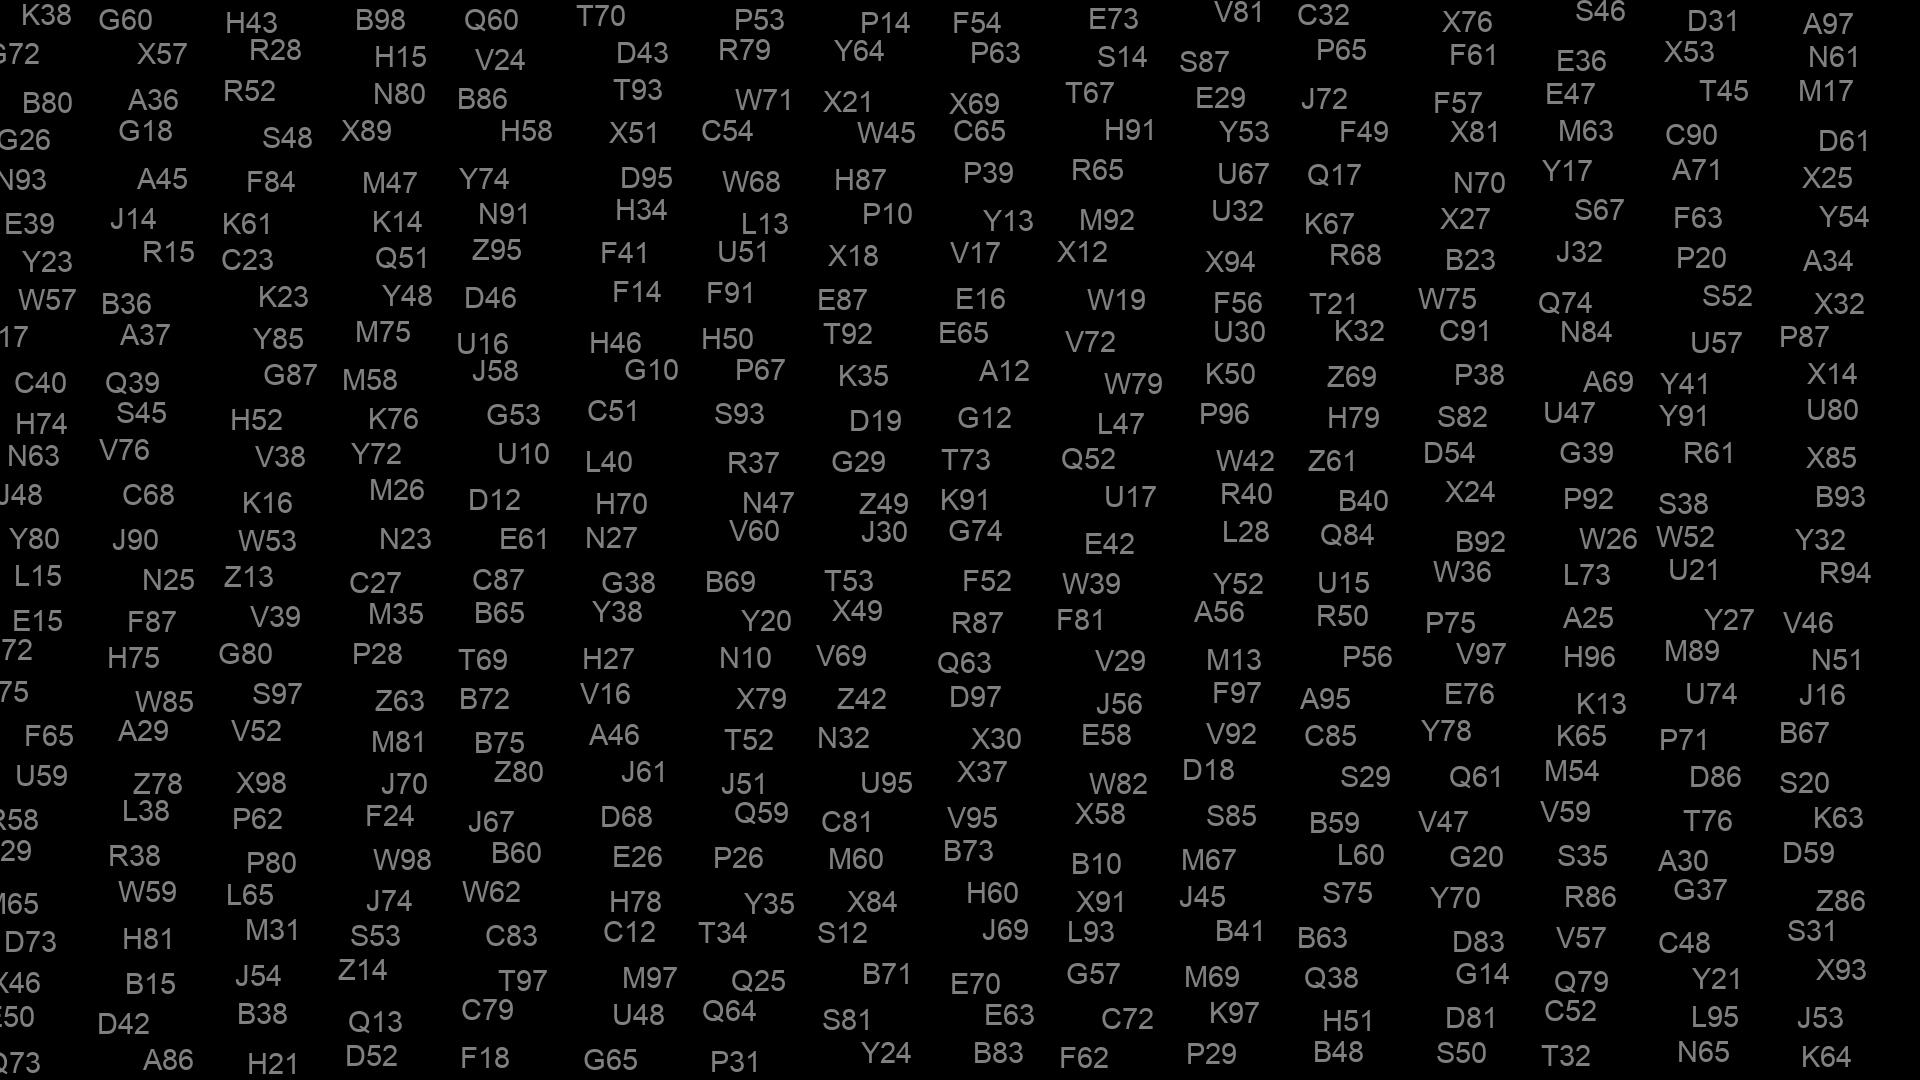 K38 G60 H43 B98 Q60 T70 P53 P14 F54 E73 V81 C32 X76 S46 D31 A97
G72 X57 R28 H15 V24 D43 R79 Y64 P63 S14 S87 P65 F61 E36 X53 N61
B80 A36 R52 N80 B86 T93 W71 X21 X69 T67 E29 J72 F57 E47 T45 M17
G26 G18 S48 X89 H58 X51 C54 W45 C65 H91 Y53 F49 X81 M63 C90 D61
N93 A45 F84 M47 Y74 D95 W68 H87 P39 R65 U67 Q17 N70 Y17 A71 X25
E39 J14 K61 K14 N91 H34 L13 P10 Y13 M92 U32 K67 X27 S67 F63 Y54
Y23 R15 C23 Q51 Z95 F41 U51 X18 V17 X12 X94 R68 B23 J32 P20 A34
W57 B36 K23 Y48 D46 F14 F91 E87 E16 W19 F56 T21 W75 Q74 S52 X32
17 A37 Y85 M75 U16 H46 H50 T92 E65 V72 U30 K32 C91 N84 U57 P87
C40 Q39 G87 M58 J58 G10 P67 K35 A12 W79 K50 Z69 P38 A69 Y41 X14
H74 S45 H52 K76 G53 C51 S93 D19 G12 L47 P96 H79 S82 U47 Y91 U80
N63 V76 V38 Y72 U10 L40 R37 G29 T73 Q52 W42 Z61 D54 G39 R61 X85
J48 C68 K16 M26 D12 H70 N47 Z49 K91 U17 R40 B40 X24 P92 S38 B93
Y80 J90 W53 N23 E61 N27 V60 J30 G74 E42 L28 Q84 B92 W26 W52 Y32
L15 N25 Z13 C27 C87 G38 B69 T53 F52 W39 Y52 U15 W36 L73 U21 R94
E15 F87 V39 M35 B65 Y38 Y20 X49 R87 F81 A56 R50 P75 A25 Y27 V46
72 H75 G80 P28 T69 H27 N10 V69 Q63 V29 M13 P56 V97 H96 M89 N51
75 W85 S97 Z63 B72 V16 X79 Z42 D97 J56 F97 A95 E76 K13 U74 J16
F65 A29 V52 M81 B75 A46 T52 N32 X30 E58 V92 C85 Y78 K65 P71 B67
U59 Z78 X98 J70 Z80 J61 J51 U95 X37 W82 D18 S29 Q61 M54 D86 S20
R58 L38 P62 F24 J67 D68 Q59 C81 V95 X58 S85 B59 V47 V59 T76 K63
29 R38 P80 W98 B60 E26 P26 M60 B73 B10 M67 L60 G20 S35 A30 D59
M65 W59 L65 J74 W62 H78 Y35 X84 H60 X91 J45 S75 Y70 R86 G37 Z86
D73 H81 M31 S53 C83 C12 T34 S12 J69 L93 B41 B63 D83 V57 C48 S31
X46 B15 J54 Z14 T97 M97 Q25 B71 E70 G57 M69 Q38 G14 Q79 Y21 X93
E50 D42 B38 Q13 C79 U48 Q64 S81 E63 C72 K97 H51 D81 C52 L95 J53
Q73 A86 H21 D52 F18 G65 P31 Y24 B83 F62 P29 B48 S50 T32 N65 K64